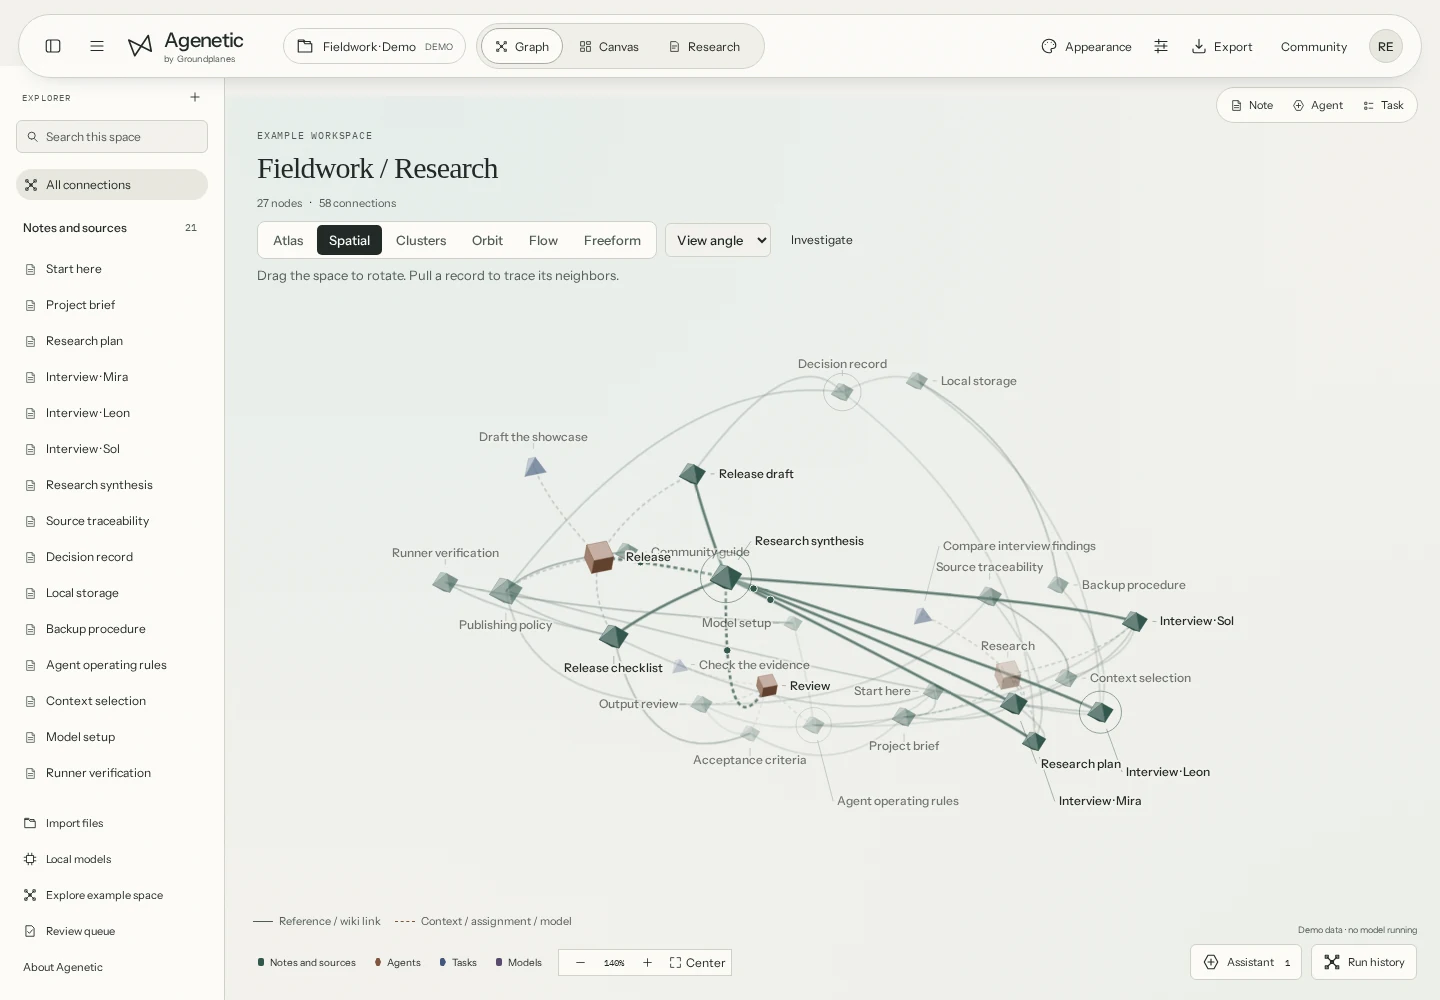 Agenetic
by Groundplanes
Fieldwork · Demo DEMO
Graph
Canvas
Research
Appearance
Export
Community
RE
EXPLORER
Search this space
All connections
Notes and sources 21
Start here
Project brief
Research plan
Interview · Mira
Interview · Leon
Interview · Sol
Research synthesis
Source traceability
Decision record
Local storage
Backup procedure
Agent operating rules
Context selection
Model setup
Runner verification
Import files
Local models
Explore example space
Review queue
About Agenetic
Note
Agent
Task
EXAMPLE WORKSPACE
Fieldwork / Research
27 nodes · 58 connections
Atlas
Spatial
Clusters
Orbit
Flow
Freeform
View angle
Investigate
Drag the space to rotate. Pull a record to trace its neighbors.
Decision record
Local storage
Draft the showcase
Release draft
Research synthesis
Compare interview findings
Runner verification
Release
Community guide
Source traceability
Backup procedure
Publishing policy
Model setup
Interview · Sol
Research
Release checklist
Check the evidence
Context selection
Review
Start here
Output review
Project brief
Acceptance criteria
Research plan
Interview · Leon
Agent operating rules
Interview · Mira
Reference / wiki link
Context / assignment / model
Notes and sources
Agents
Tasks
Models
140%
Center
Demo data · no model running
Assistant 1
Run history